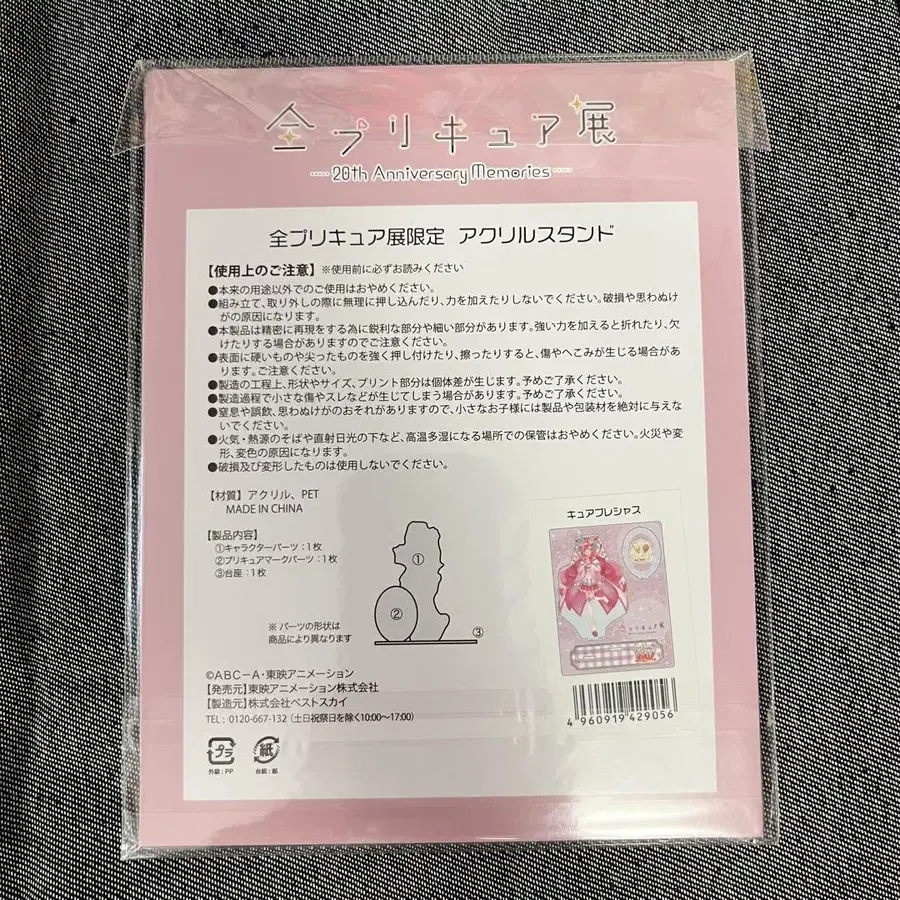 全プリキュア展
20th Anniversary Memories
全プリキュア展限定 アクリルスタンド
【使用上のご注意】※使用前に必ずお読みください
●本来の用途以外でのご使用はおやめください。
●組み立て、取り外しの際に無理に押し込んだり、力を加えたりしないでください。破損や思わぬけ
がの原因になります。
●本製品は精密に再現をする為に鋭利な部分や細い部分があります。強い力を加えると折れたり、欠
けたりする場合がありますのでご注意ください。
●表面に硬いものや尖ったものを強く押し付けたり、擦ったりすると、傷やへこみが生じる場合があ
ります。ご注意ください。
●製造の工程上、形状やサイズ、プリント部分は個体差が生じます。予めご了承ください。
●製造過程で小さな傷やスレなどが生じてしまう場合があります。予めご了承ください。
●窒息や誤飲、思わぬけがのおそれがありますので、小さなお子様には製品や包装材を絶対に与えな
いでください。
●火気・熱源のそばや直射日光の下など、高温多湿になる場所での保管はおやめください。火災や変
形、変色の原因になります。
●破損及び変形したものは使用しないでください。
【材質】アクリル、PET
MADE IN CHINA
【製品内容】
①キャラクターパーツ：1枚
②プリキュアマークパーツ：1枚
③台座：1枚
①
②
③
※ パーツの形状は
商品により異なります
キュアプレシャス
全プリキュア展
4 960919 429056
©ABC－A・東映アニメーション
【発売元】東映アニメーション株式会社
【製造元】株式会社ベストスカイ
TEL：0120-667-132（土日祝祭日を除く10:00～17:00）
プラ
外袋：PP
紙
台紙：紙